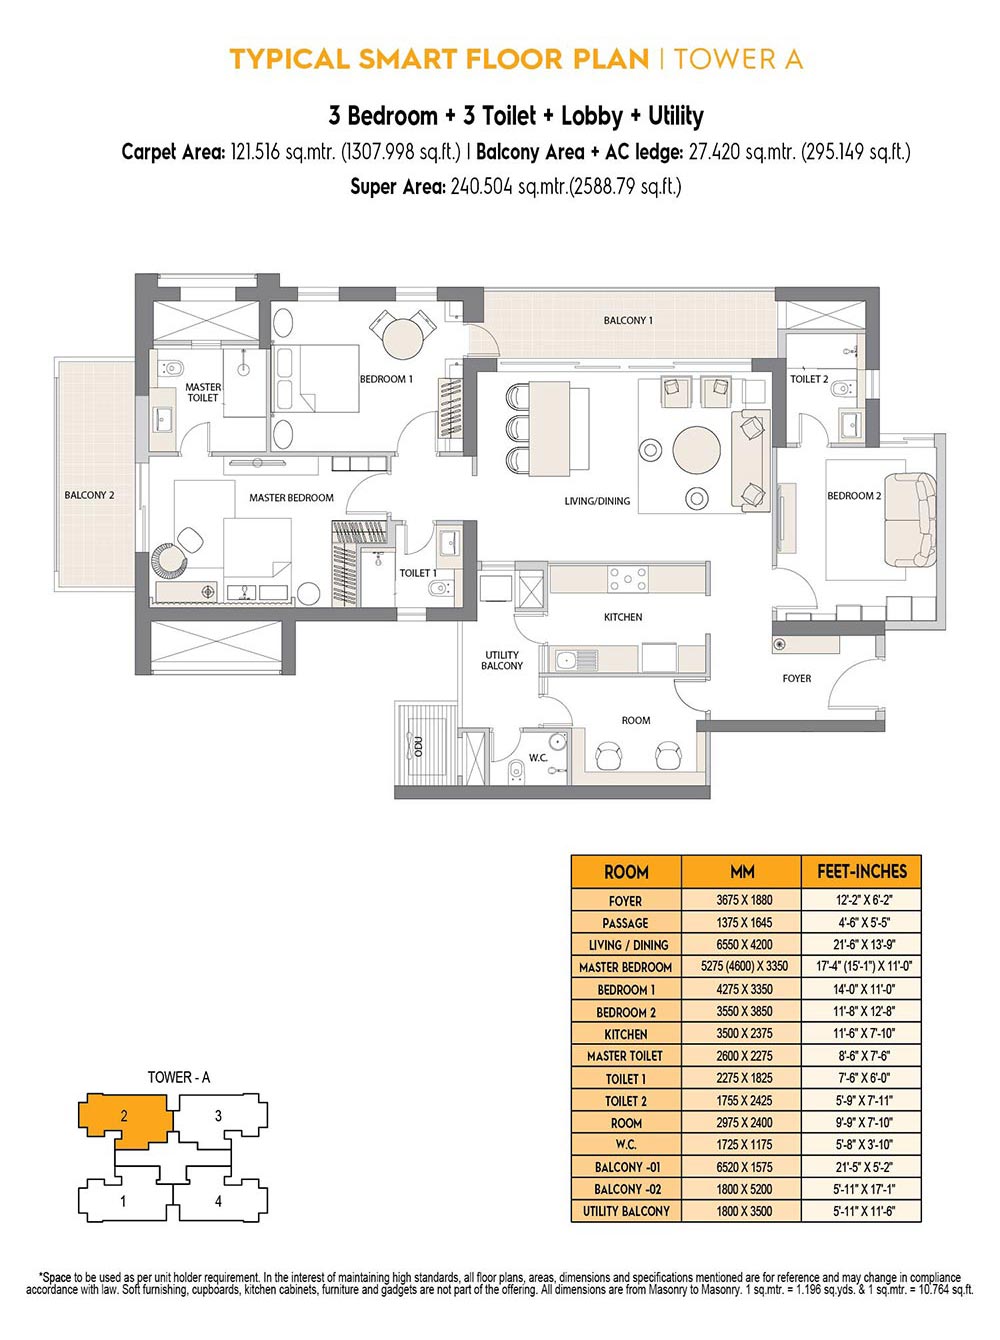 TYPICAL SMART FLOOR PLAN | TOWER A
3 Bedroom + 3 Toilet + Lobby + Utility
Carpet Area: 121.516 sq.mtr. (1307.998 sq.ft.) | Balcony Area + AC ledge: 27.420 sq.mtr. (295.149 sq.ft.)
Super Area: 240.504 sq.mtr.(2588.79 sq.ft.)
BALCONY 1
BEDROOM 1
TOILET 2
MASTER
TOILET
BALCONY 2
MASTER BEDROOM
LIVING/DINING
BEDROOM 2
TOILET 1
KITCHEN
UTILITY
BALCONY
FOYER
ROOM
ODU
W.C.
ROOM MM FEET-INCHES
FOYER 3675 X 1880 12'-2" X 6'-2"
PASSAGE 1375 X 1645 4'-6" X 5'-5"
LIVING / DINING 6550 X 4200 21'-6" X 13'-9"
MASTER BEDROOM 5275 (4600) X 3350 17'-4" (15'-1") X 11'-0"
BEDROOM 1 4275 X 3350 14'-0" X 11'-0"
BEDROOM 2 3550 X 3850 11'-8" X 12'-8"
KITCHEN 3500 X 2375 11'-6" X 7'-10"
MASTER TOILET 2600 X 2275 8'-6" X 7'-6"
TOILET 1 2275 X 1825 7'-6" X 6'-0"
TOILET 2 1755 X 2425 5'-9" X 7'-11"
ROOM 2975 X 2400 9'-9" X 7'-10"
W.C. 1725 X 1175 5'-8" X 3'-10"
BALCONY -01 6520 X 1575 21'-5" X 5'-2"
BALCONY -02 1800 X 5200 5'-11" X 17'-1"
UTILITY BALCONY 1800 X 3500 5'-11" X 11'-6"
TOWER - A
2 3
1 4
*Space to be used as per unit holder requirement. In the interest of maintaining high standards, all floor plans, areas, dimensions and specifications mentioned are for reference and may change in compliance
accordance with law. Soft furnishing, cupboards, kitchen cabinets, furniture and gadgets are not part of the offering. All dimensions are from Masonry to Masonry. 1 sq.mtr. = 1.196 sq.yds. & 1 sq.mtr. = 10.764 sq.ft.